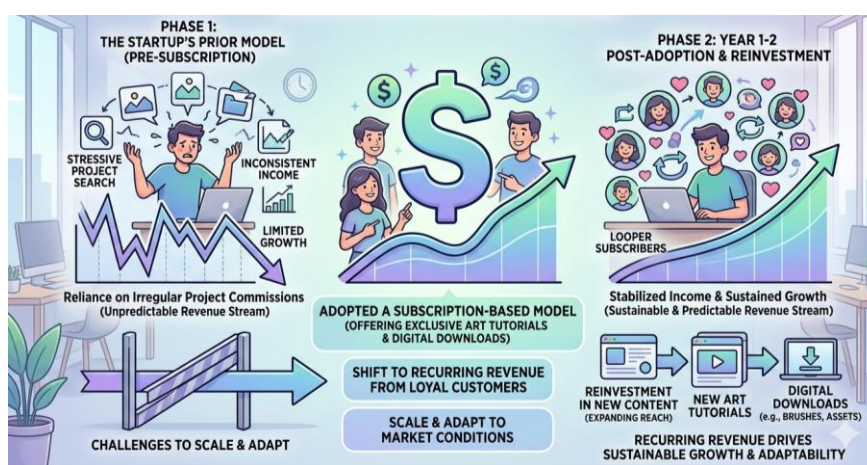 PHASE 1:
THE STARTUP'S PRIOR MODEL
(PRE-SUBSCRIPTION)
STRESSIVE
PROJECT
SEARCH
INCONSISTENT
INCOME
LIMITED
GROWTH
Reliance on Irregular Project Commissions
(Unpredictable Revenue Stream)
CHALLENGES TO SCALE & ADAPT
$
$
$
ADOPTED A SUBSCRIPTION-BASED MODEL
(OFFERING EXCLUSIVE ART TUTORIALS
& DIGITAL DOWNLOADS)
SHIFT TO RECURRING REVENUE
FROM LOYAL CUSTOMERS
SCALE & ADAPT TO
MARKET CONDITIONS
PHASE 2: YEAR 1-2
POST-ADOPTION & REINVESTMENT
LOOPER
SUBSCRIBERS
Stabilized Income & Sustained Growth
(Sustainable & Predictable Revenue Stream)
REINVESTMENT
IN NEW CONTENT
(EXPANDING REACH)
NEW ART
TUTORIALS
DIGITAL
DOWNLOADS
(e.g., BRUSHES, ASSETS)
RECURRING REVENUE DRIVES
SUSTAINABLE GROWTH & ADAPTABILITY